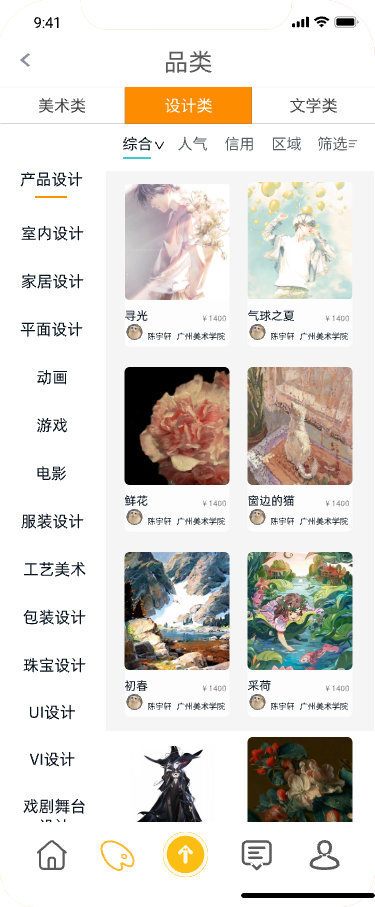 9:41
品类
美术类 设计类 文学类
综合 人气 信用 区域 筛选
产品设计
室内设计
家居设计
平面设计
动画
游戏
电影
服装设计
工艺美术
包装设计
珠宝设计
UI设计
VI设计
戏剧舞台
设计
寻光 ¥1400
陈宇轩 广州美术学院
气球之夏 ¥1400
陈宇轩 广州美术学院
鲜花 ¥1400
陈宇轩 广州美术学院
窗边的猫 ¥1400
陈宇轩 广州美术学院
初春 ¥1400
陈宇轩 广州美术学院
采荷 ¥1400
陈宇轩 广州美术学院